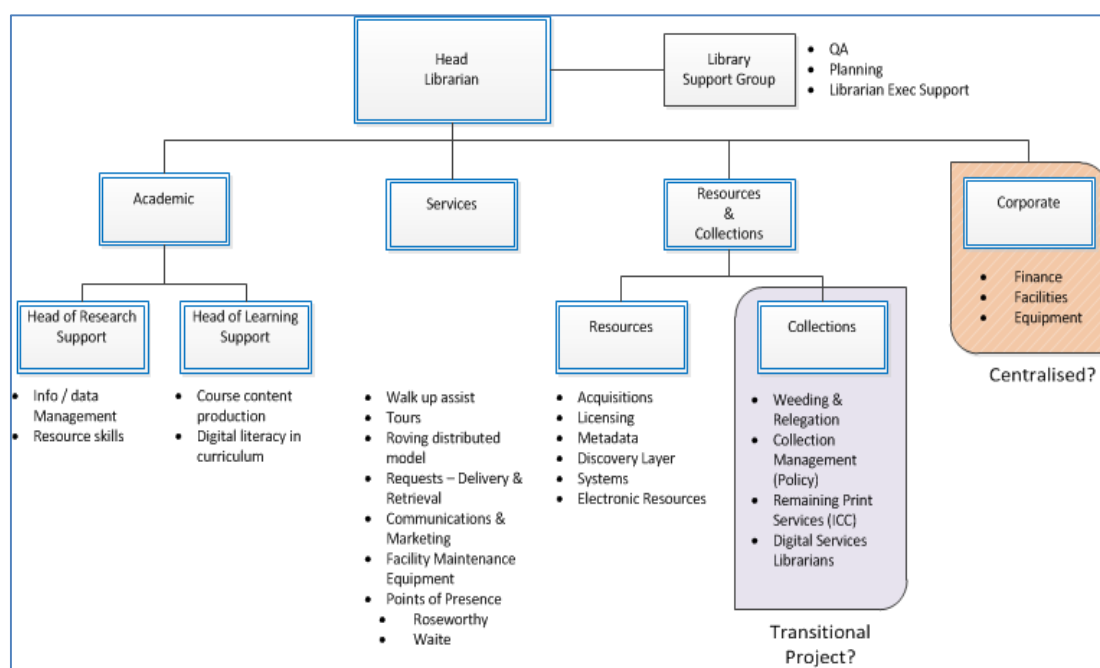 Head
Librarian
Library
Support Group
• QA
• Planning
• Librarian Exec Support
Academic
Services
Resources
&
Collections
Corporate
• Finance
• Facilities
• Equipment
Centralised?
Head of Research
Support
Head of Learning
Support
Resources
Collections
• Info / data
Management
• Resource skills
• Course content
production
• Digital literacy in
curriculum
• Walk up assist
• Tours
• Roving distributed
model
• Requests – Delivery &
Retrieval
• Communications &
Marketing
• Facility Maintenance
Equipment
• Points of Presence
• Roseworthy
• Waite
• Acquisitions
• Licensing
• Metadata
• Discovery Layer
• Systems
• Electronic Resources
• Weeding &
Relegation
• Collection
Management
(Policy)
• Remaining Print
Services (ICC)
• Digital Services
Librarians
Transitional
Project?